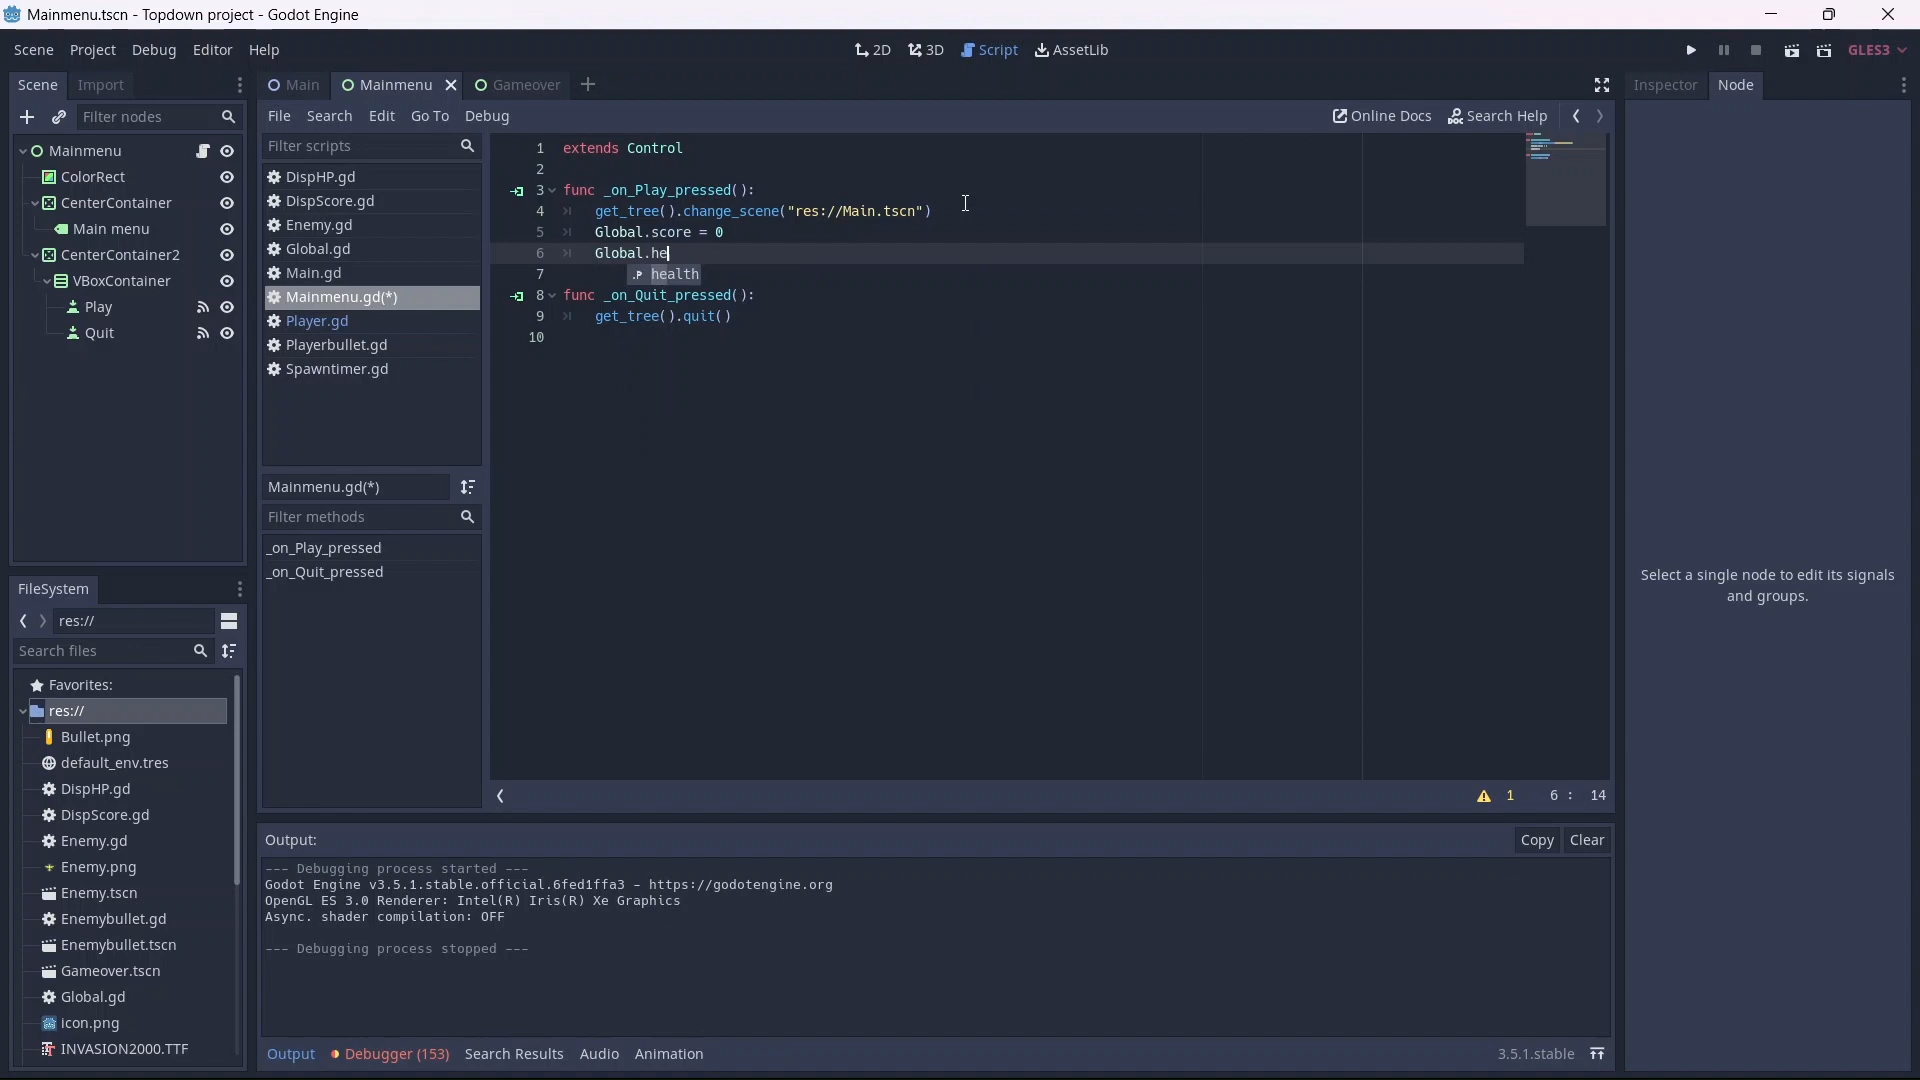 Mainmenu.tscn - Topdown project - Godot Engine
Scene Project Debug Editor Help
2D 3D Script AssetLib
GLES3
Scene Import
Main Mainmenu Gameover
Inspector Node
Filter nodes
File Search Edit Go To Debug
Online Docs Search Help
Mainmenu
ColorRect
CenterContainer
Main menu
CenterContainer2
VBoxContainer
Play
Quit
Filter scripts
DispHP.gd
DispScore.gd
Enemy.gd
Global.gd
Main.gd
Mainmenu.gd(*)
Player.gd
Playerbullet.gd
Spawntimer.gd
Mainmenu.gd(*)
Filter methods
_on_Play_pressed
_on_Quit_pressed
1 extends Control
2
3 func _on_Play_pressed():
4 get_tree().change_scene("res://Main.tscn")
5 Global.score = 0
6 Global.he
7 health
8 func _on_Quit_pressed():
9 get_tree().quit()
10
1 6 : 14
Select a single node to edit its signals
and groups.
FileSystem
res://
Search files
Favorites:
res://
Bullet.png
default_env.tres
DispHP.gd
DispScore.gd
Enemy.gd
Enemy.png
Enemy.tscn
Enemybullet.gd
Enemybullet.tscn
Gameover.tscn
Global.gd
icon.png
INVASION2000.TTF
Output:
Copy Clear
--- Debugging process started ---
Godot Engine v3.5.1.stable.official.6fed1ffa3 - https://godotengine.org
OpenGL ES 3.0 Renderer: Intel(R) Iris(R) Xe Graphics
Async. shader compilation: OFF
--- Debugging process stopped ---
Output Debugger (153) Search Results Audio Animation
3.5.1.stable